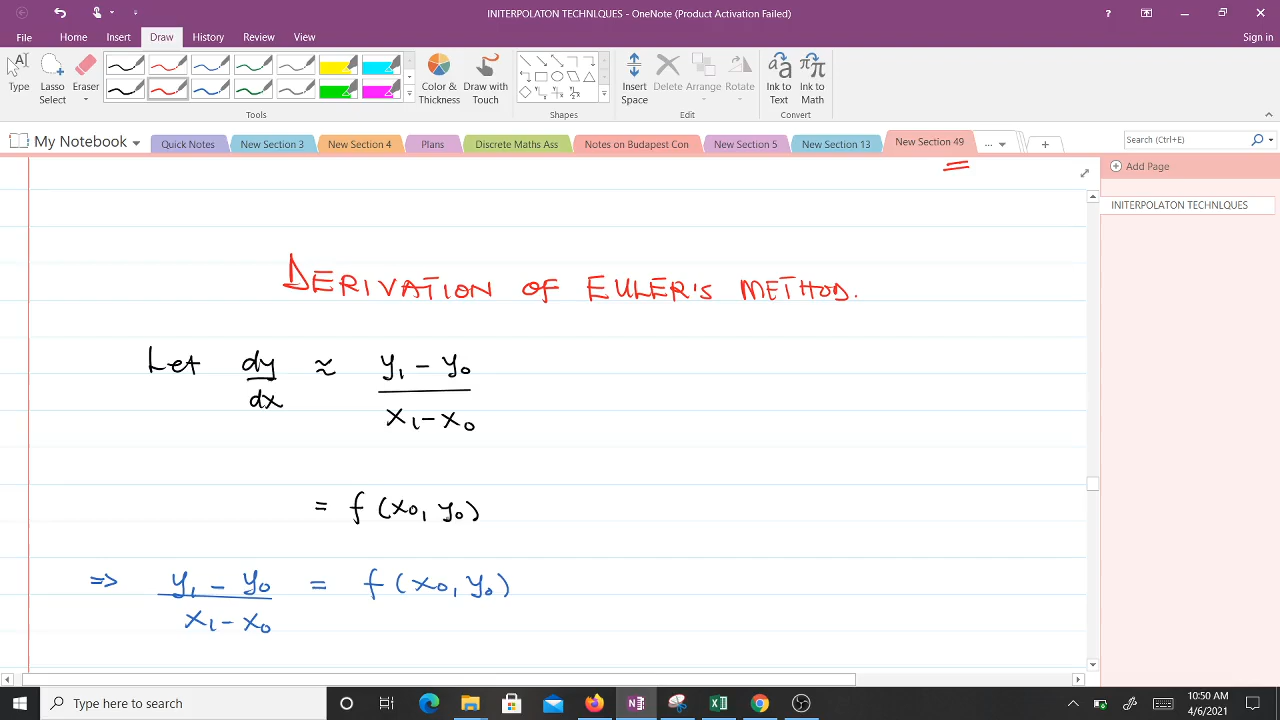 INITERPOLATON TECHNLQUES - OneNote (Product Activation Failed)
File Home Insert Draw History Review View
Sign in
Type
Lasso Select
Eraser
Color & Thickness
Draw with Touch
Insert Space
Delete
Arrange
Rotate
Ink to Text
Ink to Math
Tools
Shapes
Edit
Convert
My Notebook
Quick Notes
New Section 3
New Section 4
Plans
Discrete Maths Ass
Notes on Budapest Con
New Section 5
New Section 13
New Section 49
...
Search (Ctrl+E)
Add Page
INITERPOLATON TECHNLQUES
DERIVATION OF EULER'S METHOD.
Let dy/dx ≈ (y₁ - y₀)/(x₁ - x₀)
= f(x₀, y₀)
⇒ (y₁ - y₀)/(x₁ - x₀) = f(x₀, y₀)
Type here to search
10:50 AM
4/6/2021